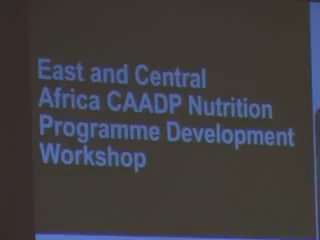 East and Central
Africa CAADP Nutrition
Programme Development
Workshop